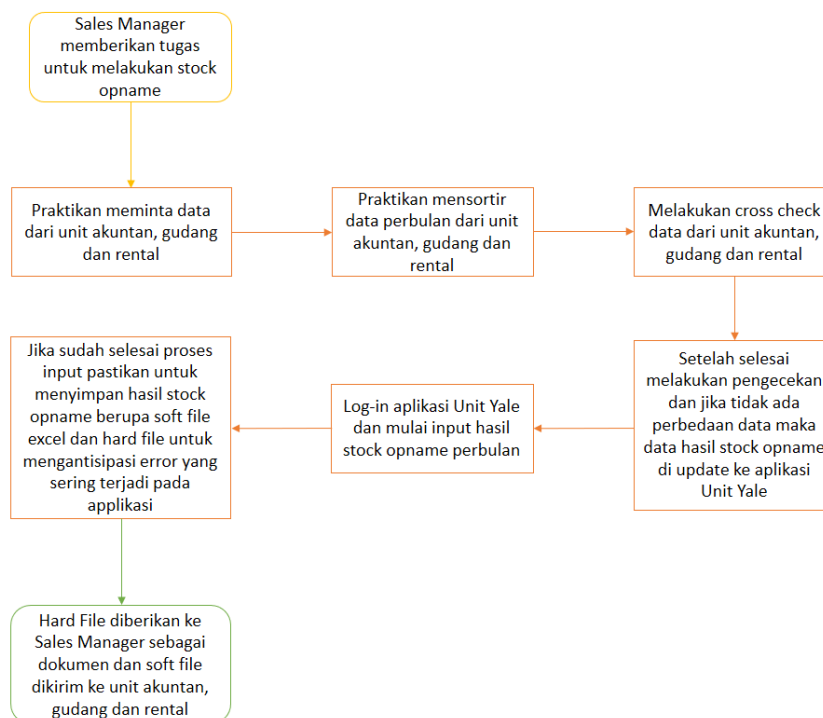 Sales Manager
memberikan tugas
untuk melakukan stock
opname
Praktikan meminta data
dari unit akuntan, gudang
dan rental
Praktikan mensortir
data perbulan dari unit
akuntan, gudang dan
rental
Melakukan cross check
data dari unit akuntan,
gudang dan rental
Setelah selesai
melakukan pengecekan
dan jika tidak ada
perbedaan data maka
data hasil stock opname
di update ke aplikasi
Unit Yale
Log-in aplikasi Unit Yale
dan mulai input hasil
stock opname perbulan
Jika sudah selesai proses
input pastikan untuk
menyimpan hasil stock
opname berupa soft file
excel dan hard file untuk
mengantisipasi error yang
sering terjadi pada
applikasi
Hard File diberikan ke
Sales Manager sebagai
dokumen dan soft file
dikirim ke unit akuntan,
gudang dan rental